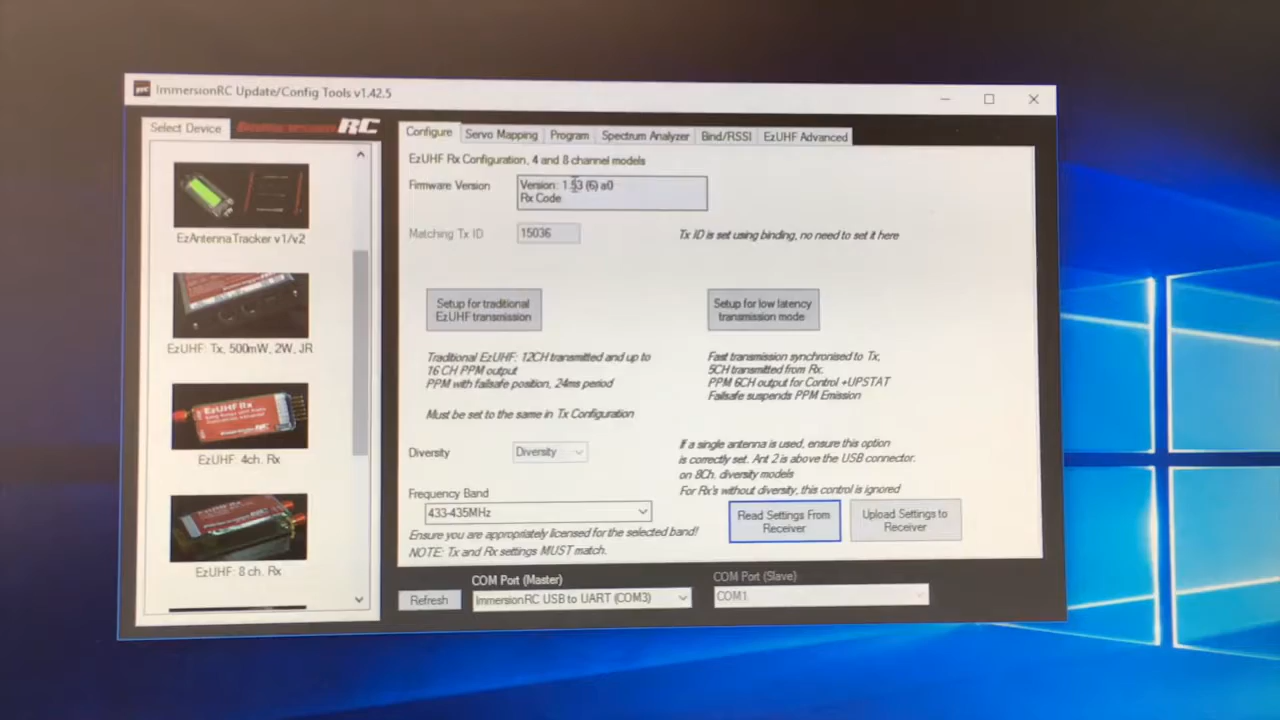 ImmersionRC Update/Config Tools v1.42.5
Select Device
ImmersionRC
EzAntennaTracker v1/v2
EzUHF: Tx, 500mW, 2W, JR
EzUHF Rx
EzUHF: 4ch. Rx
EzUHF: 8 ch. Rx
Configure
Servo Mapping
Program
Spectrum Analyzer
Bind/RSSI
EzUHF Advanced
EzUHF Rx Configuration, 4 and 8 channel models
Firmware Version
Version: 1.53 (6) a0
Rx Code
Matching Tx ID
15036
Tx ID is set using binding, no need to set it here
Setup for traditional
EzUHF transmission
Setup for low latency
transmission mode
Traditional EzUHF: 12CH transmitted and up to
16 CH PPM output
PPM with failsafe position, 24ms period
Must be set to the same in Tx Configuration
Fast transmission synchronised to Tx,
5CH transmitted from Rx.
PPM 6CH output for Control +UPSTAT
Failsafe suspends PPM Emission
Diversity
Diversity
If a single antenna is used, ensure this option
is correctly set. Ant 2 is above the USB connector.
on 8Ch. diversity models
For Rx's without diversity, this control is ignored
Frequency Band
433-435MHz
Ensure you are appropriately licensed for the selected band!
NOTE: Tx and Rx settings MUST match.
Read Settings From
Receiver
Upload Settings to
Receiver
Refresh
COM Port (Master)
ImmersionRC USB to UART (COM3)
COM Port (Slave)
COM1